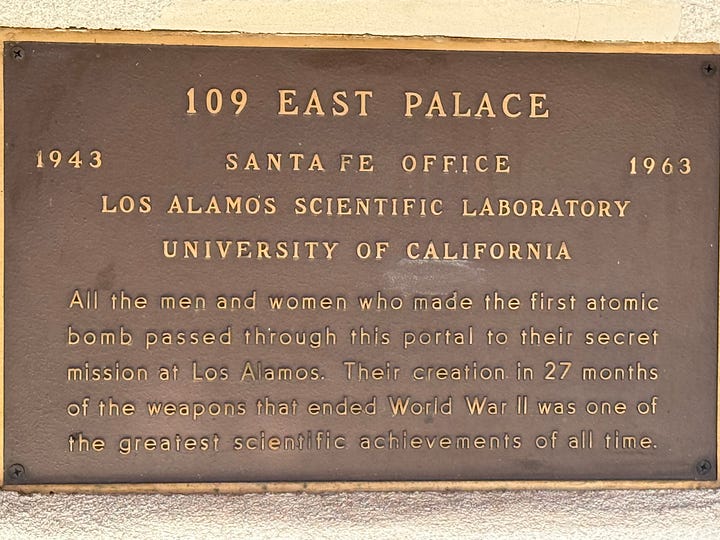 109 EAST PALACE
1943 SANTA FE OFFICE 1963
LOS ALAMOS SCIENTIFIC LABORATORY
UNIVERSITY OF CALIFORNIA
All the men and women who made the first atomic
bomb passed through this portal to their secret
mission at Los Alamos. Their creation in 27 months
of the weapons that ended World War II was one of
the greatest scientific achievements of all time.